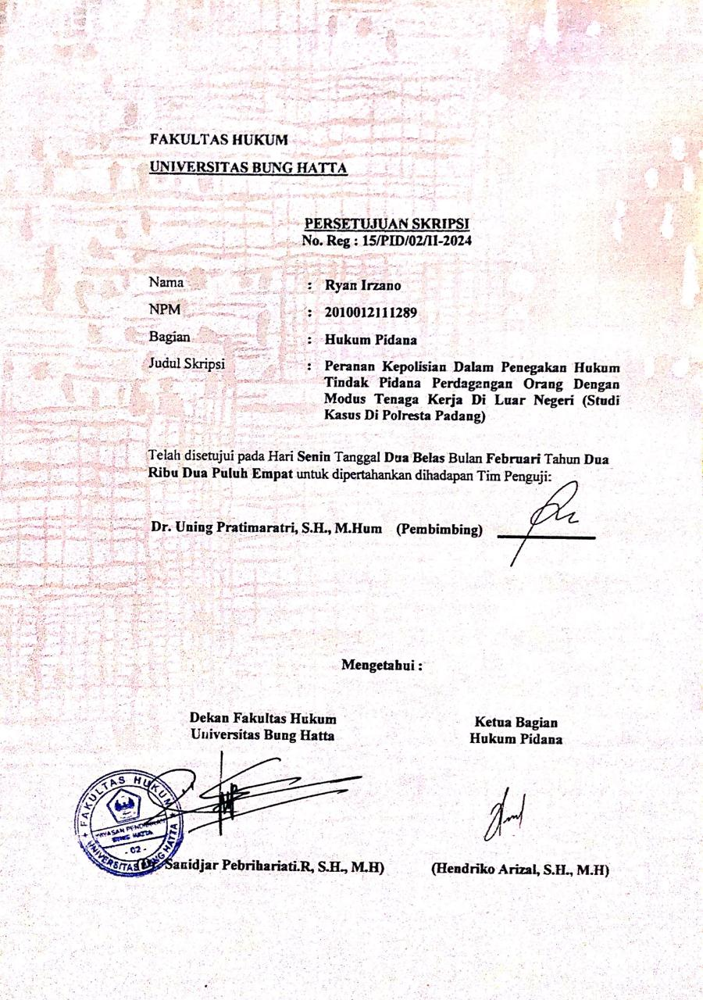 FAKULTAS HUKUM
UNIVERSITAS BUNG HATTA
PERSETUJUAN SKRIPSI
No. Reg : 15/PID/02/II-2024
Nama : Ryan Irzano
NPM : 2010012111289
Bagian : Hukum Pidana
Judul Skripsi : Peranan Kepolisian Dalam Penegakan Hukum
Tindak Pidana Perdagangan Orang Dengan
Modus Tenaga Kerja Di Luar Negeri (Studi
Kasus Di Polresta Padang)
Telah disetujui pada Hari Senin Tanggal Dua Belas Bulan Februari Tahun Dua
Ribu Dua Puluh Empat untuk dipertahankan dihadapan Tim Penguji:
Dr. Uning Pratimaratri, S.H., M.Hum (Pembimbing)
Mengetahui :
Dekan Fakultas Hukum
Universitas Bung Hatta
Ketua Bagian
Hukum Pidana
FAKULTAS HUKUM
YAYASAN PENDIDIKAN
BUNG HATTA
- 02 -
UNIVERSITAS BUNG HATTA
Sanidjar Pebrihariati.R, S.H., M.H)
(Hendriko Arizal, S.H., M.H)